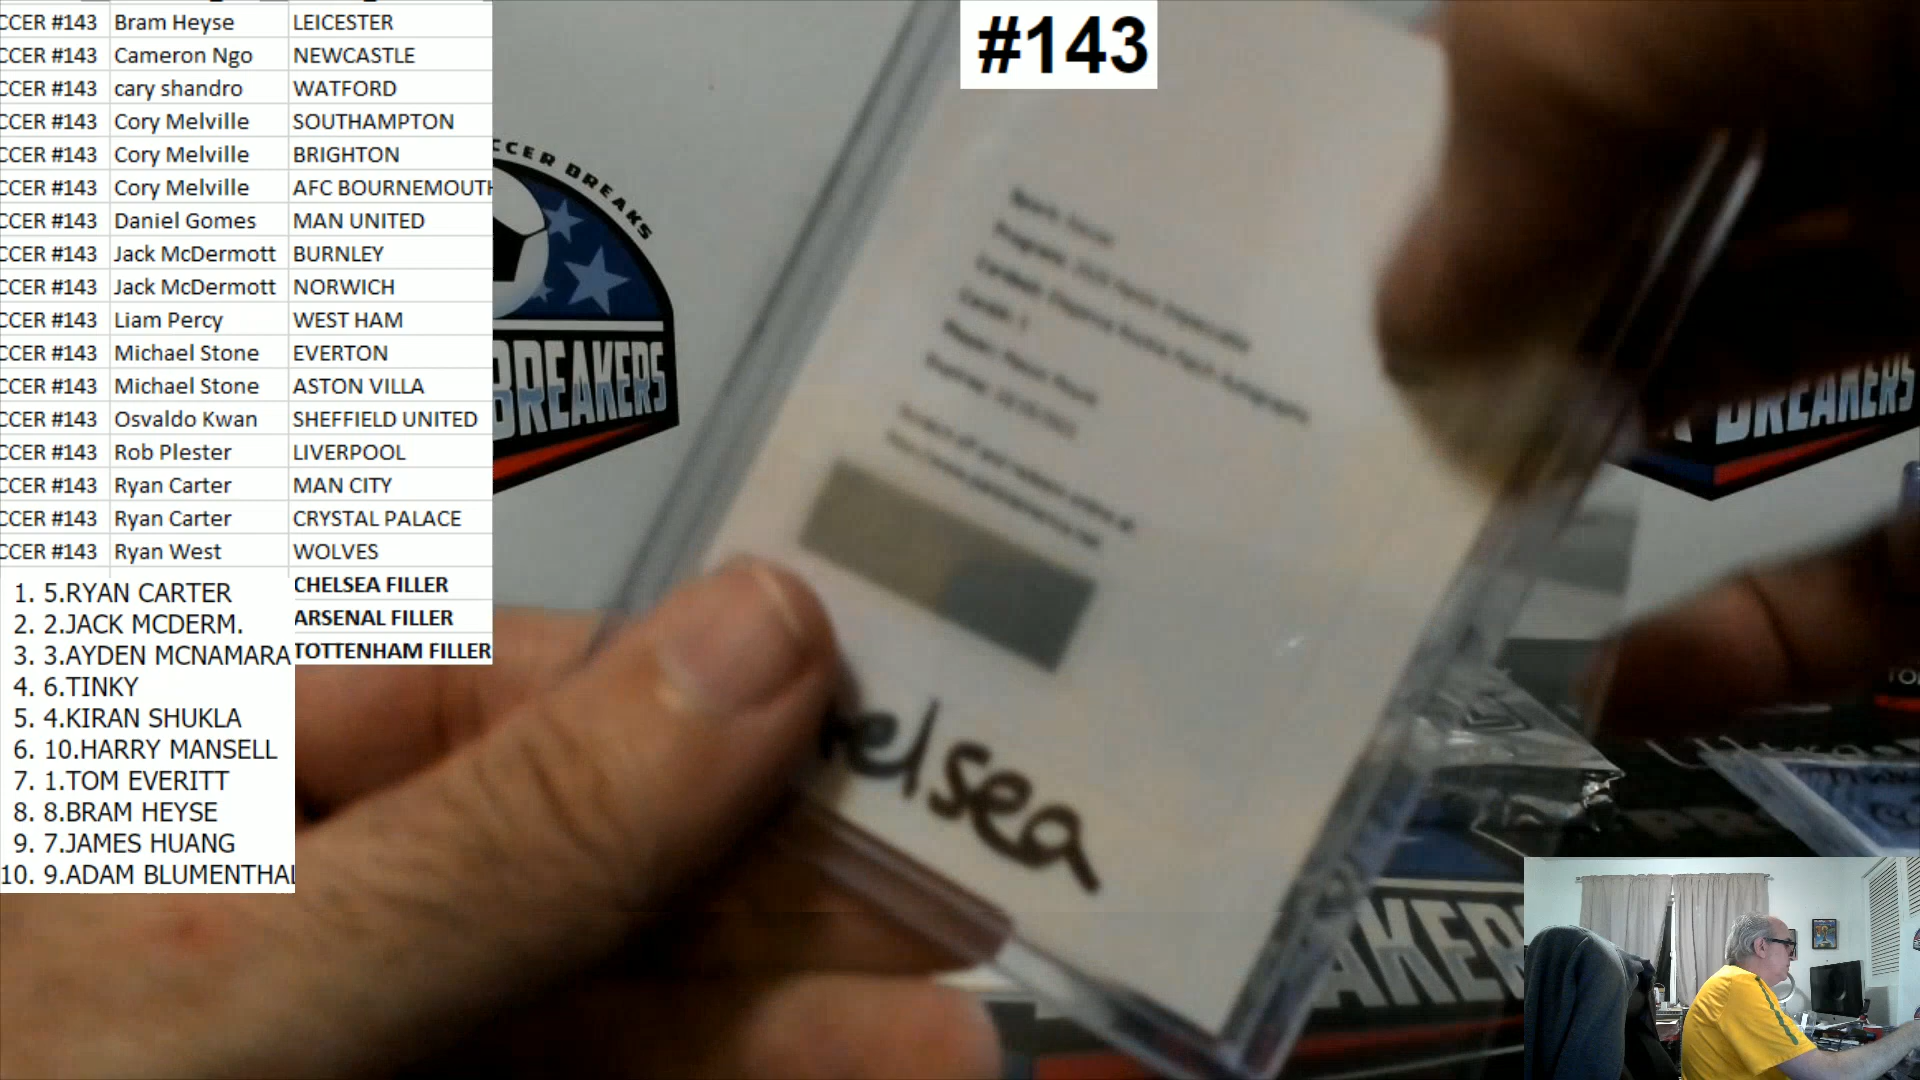 #143
CCER #143 Bram Heyse LEICESTER
CCER #143 Cameron Ngo NEWCASTLE
CCER #143 cary shandro WATFORD
CCER #143 Cory Melville SOUTHAMPTON
CCER #143 Cory Melville BRIGHTON
CCER #143 Cory Melville AFC BOURNEMOUTH
CCER #143 Daniel Gomes MAN UNITED
CCER #143 Jack McDermott BURNLEY
CCER #143 Jack McDermott NORWICH
CCER #143 Liam Percy WEST HAM
CCER #143 Michael Stone EVERTON
CCER #143 Michael Stone ASTON VILLA
CCER #143 Osvaldo Kwan SHEFFIELD UNITED
CCER #143 Rob Plester LIVERPOOL
CCER #143 Ryan Carter MAN CITY
CCER #143 Ryan Carter CRYSTAL PALACE
CCER #143 Ryan West WOLVES
CHELSEA FILLER
ARSENAL FILLER
TOTTENHAM FILLER
1. 5.RYAN CARTER
2. 2.JACK MCDERM.
3. 3.AYDEN MCNAMARA
4. 6.TINKY
5. 4.KIRAN SHUKLA
6. 10.HARRY MANSELL
7. 1.TOM EVERITT
8. 8.BRAM HEYSE
9. 7.JAMES HUANG
10. 9.ADAM BLUMENTHAL
CCER BREAKS
BREAKERS
BREAKERS
AKER
elsea